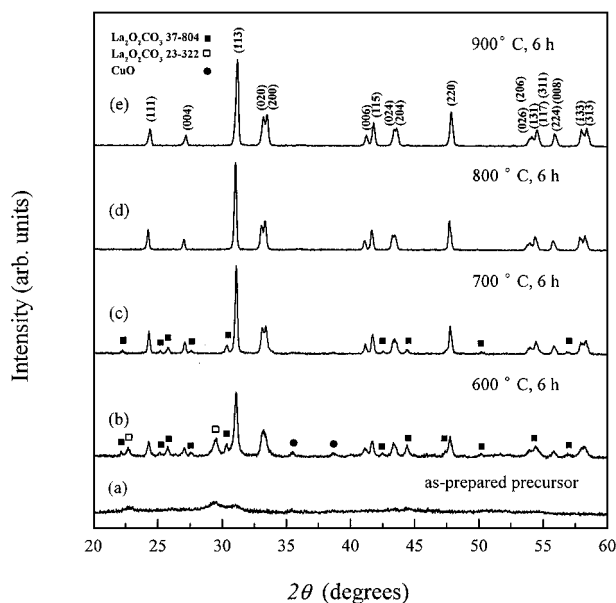 La₂O₂CO₃ 37-804 ■
La₂O₂CO₃ 23-322 □
CuO ●
900° C, 6 h
(e)
(111)
(004)
(113)
(020)
(200)
(006)
(115)
(024)
(204)
(220)
(026)
(206)
(131)
(117)
(311)
(224)
(008)
(133)
(313)
800 ° C, 6 h
(d)
700 ° C, 6 h
(c)
600 ° C, 6 h
(b)
as-prepared precursor
(a)
Intensity (arb. units)
20 25 30 35 40 45 50 55 60
2θ (degrees)